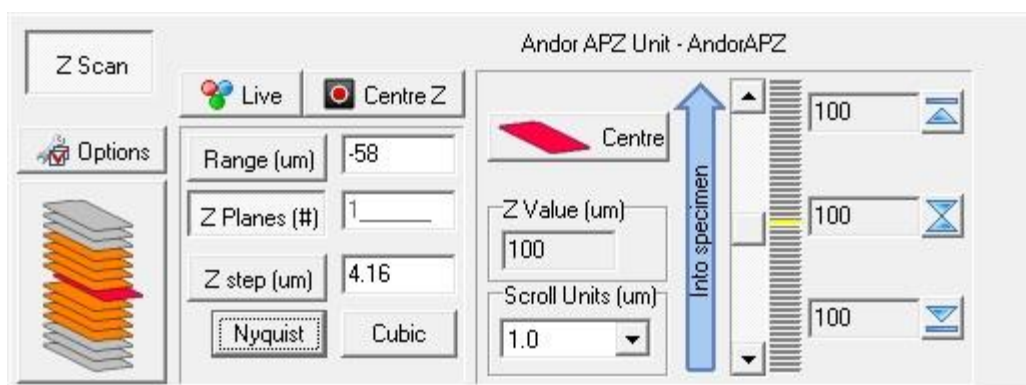 Andor APZ Unit - AndorAPZ
Z Scan
Live
Centre Z
Options
Range (um)
-58
Z Planes (#)
1______
Z step (um)
4.16
Nyquist
Cubic
Centre
Z Value (um)
100
Scroll Units (um)
1.0
Into specimen
100
100
100